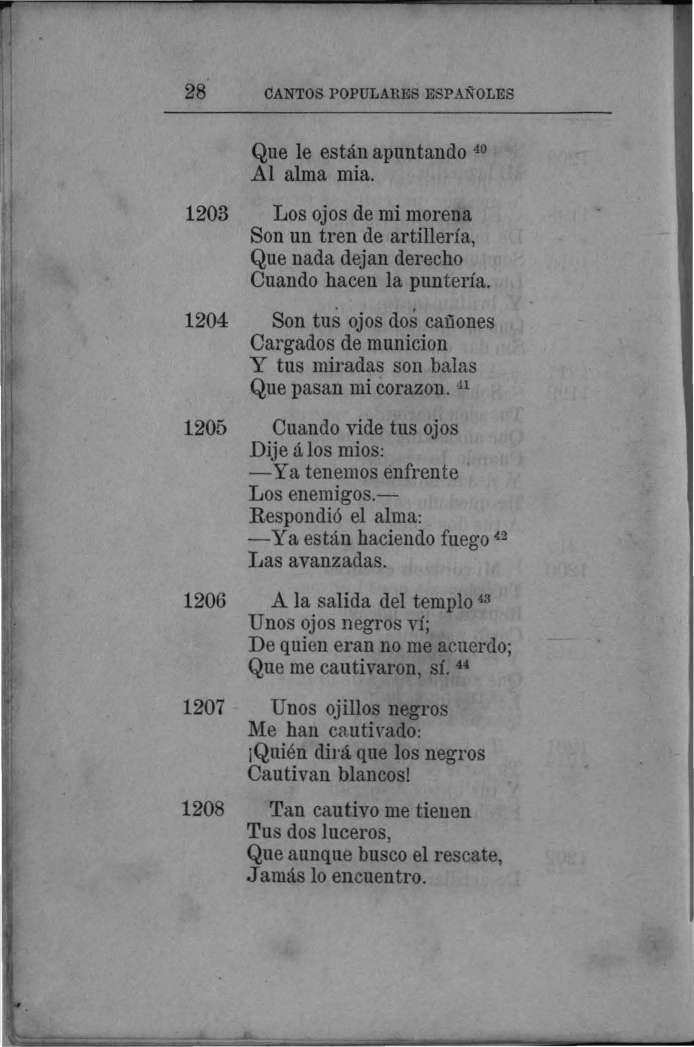 28 CANTOS POPULARES ESPAÑOLES
Que le están apuntando 40
Al alma mia.
1203 Los ojos de mi morena
Son un tren de artillería,
Que nada dejan derecho
Cuando hacen la puntería.
1204 Son tus ojos dos cañones
Cargados de municion
Y tus miradas son balas
Que pasan mi corazon. 41
1205 Cuando vide tus ojos
Dije á los mios:
—Ya tenemos enfrente
Los enemigos.—
Respondió el alma:
—Ya están haciendo fuego 42
Las avanzadas.
1206 A la salida del templo 43
Unos ojos negros ví;
De quien eran no me acuerdo;
Que me cautivaron, sí. 44
1207 Unos ojillos negros
Me han cautivado:
¡Quién dirá que los negros
Cautivan blancos!
1208 Tan cautivo me tienen
Tus dos luceros,
Que aunque busco el rescate,
Jamás lo encuentro.